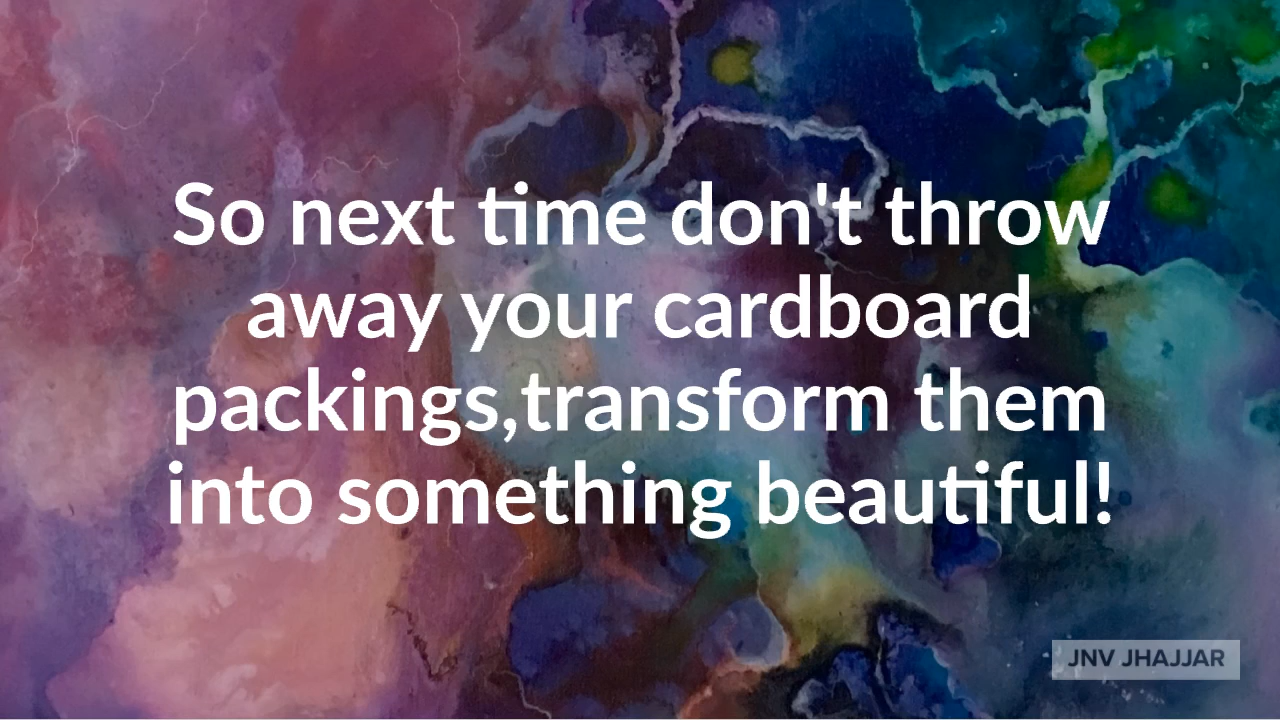 So next time don't throw
away your cardboard
packings,transform them
into something beautiful!
JNV JHAJJAR